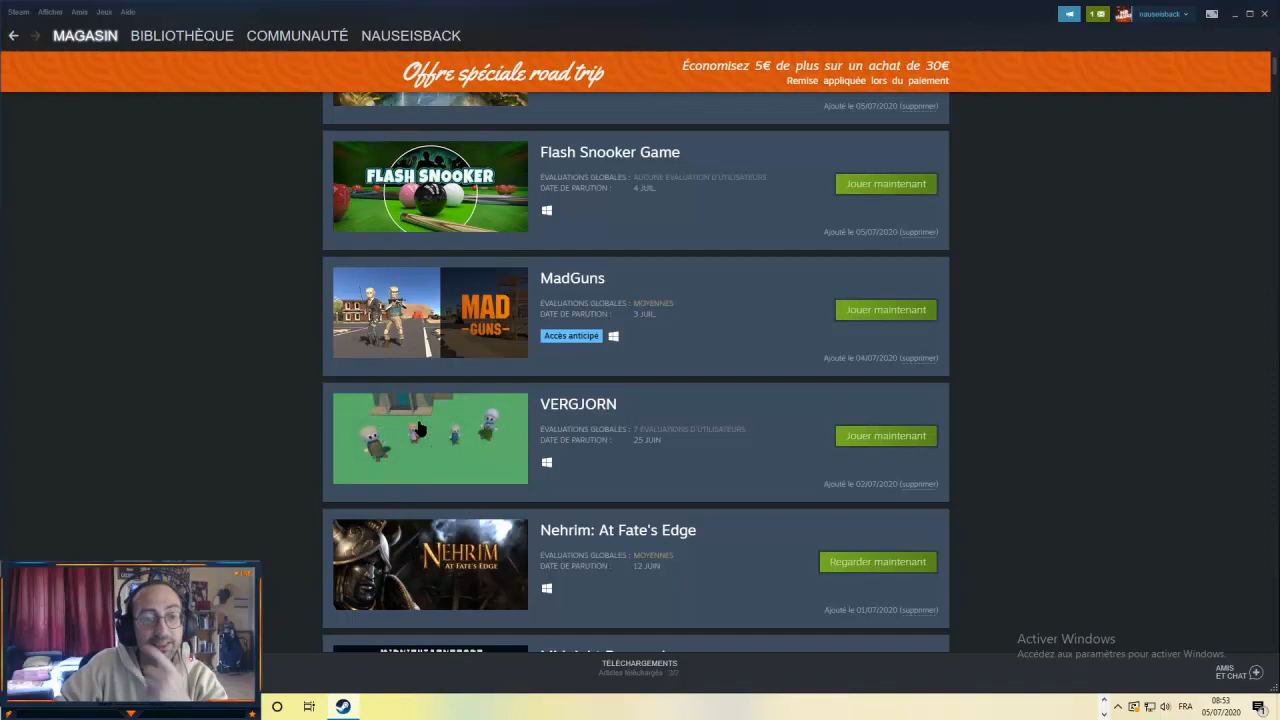 Steam Afficher Amis Jeux Aide
1 nauseisback
MAGASIN BIBLIOTHÈQUE COMMUNAUTÉ NAUSEISBACK
Offre spéciale road trip
Économisez 5€ de plus sur un achat de 30€
Remise appliquée lors du paiement
Ajouté le 05/07/2020 (supprimer)
FLASH SNOOKER
Flash Snooker Game
ÉVALUATIONS GLOBALES : AUCUNE ÉVALUATION D'UTILISATEURS
DATE DE PARUTION : 4 JUIL.
Jouer maintenant
Ajouté le 05/07/2020 (supprimer)
MAD
-GUNS-
MadGuns
ÉVALUATIONS GLOBALES : MOYENNES
DATE DE PARUTION : 3 JUIL.
Accès anticipé
Jouer maintenant
Ajouté le 04/07/2020 (supprimer)
VERGJORN
ÉVALUATIONS GLOBALES : 7 ÉVALUATIONS D'UTILISATEURS
DATE DE PARUTION : 25 JUIN
Jouer maintenant
Ajouté le 02/07/2020 (supprimer)
NEHRIM
AT FATE'S EDGE
Nehrim: At Fate's Edge
ÉVALUATIONS GLOBALES : MOYENNES
DATE DE PARUTION : 12 JUIN
Regarder maintenant
Ajouté le 01/07/2020 (supprimer)
TÉLÉCHARGEMENTS
Articles téléchargés : 2/2
Activer Windows
Accédez aux paramètres pour activer Windows.
AMIS
ET CHAT
FRA
08:53
05/07/2020
1